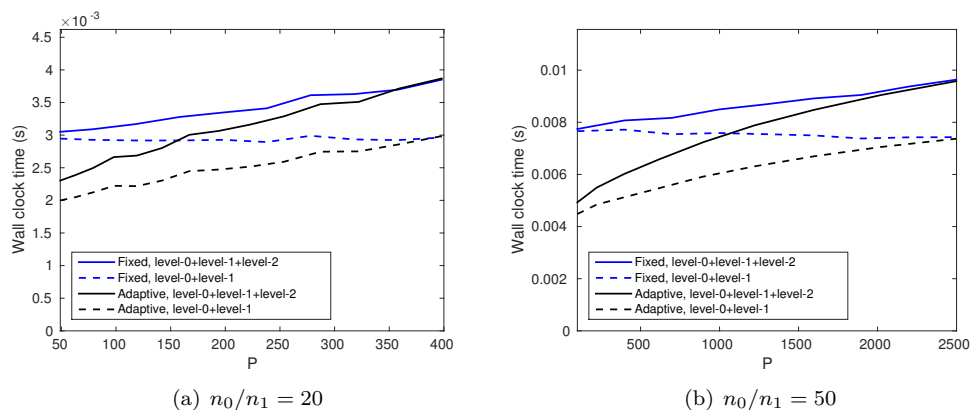 × 10⁻³
4.5
4
3.5
3
2.5
2
1.5
1
0.5
0
Wall clock time (s)
50 100 150 200 250 300 350 400
P
Fixed, level-0+level-1+level-2
Fixed, level-0+level-1
Adaptive, level-0+level-1+level-2
Adaptive, level-0+level-1
(a) n₀/n₁ = 20
0.01
0.008
0.006
0.004
0.002
0
Wall clock time (s)
500 1000 1500 2000 2500
P
Fixed, level-0+level-1+level-2
Fixed, level-0+level-1
Adaptive, level-0+level-1+level-2
Adaptive, level-0+level-1
(b) n₀/n₁ = 50